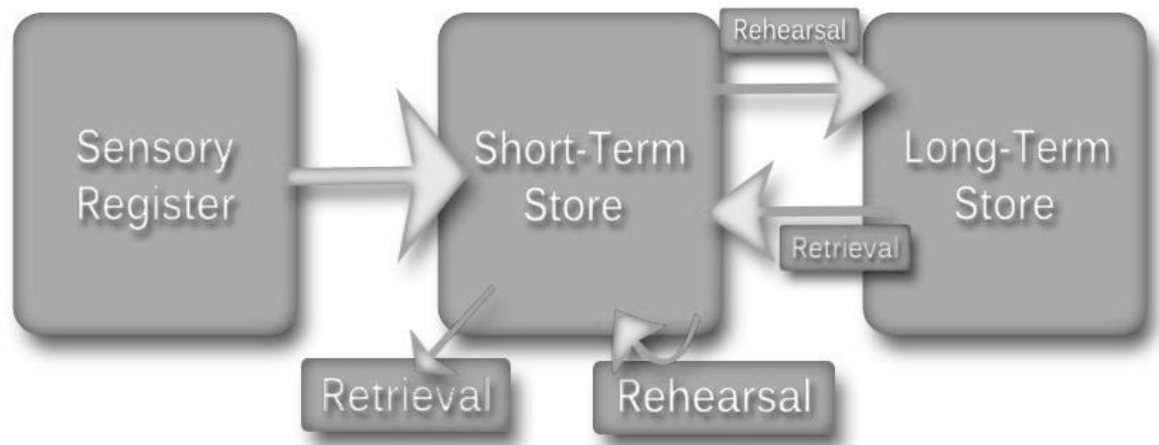 Sensory
Register
Short-Term
Store
Rehearsal
Retrieval
Long-Term
Store
Retrieval
Rehearsal